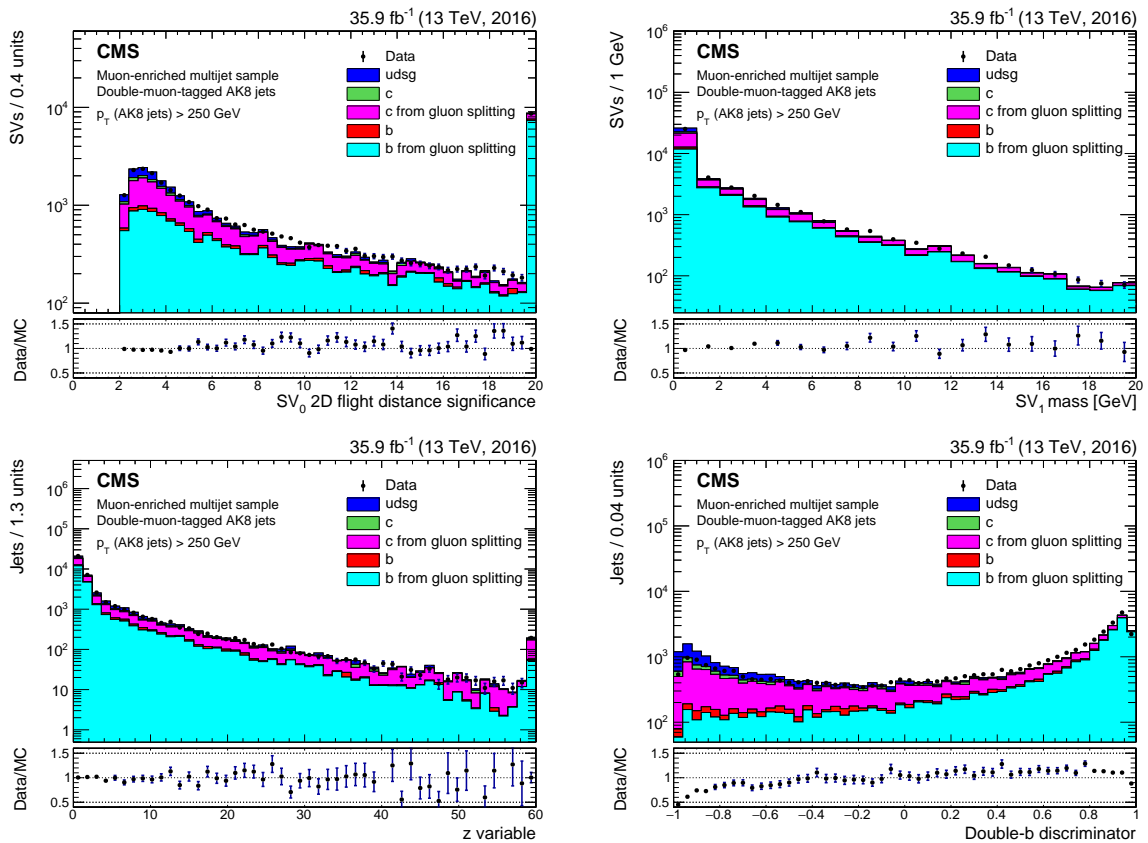 35.9 fb⁻¹ (13 TeV, 2016)
CMS
Muon-enriched multijet sample
Double-muon-tagged AK8 jets
p_T (AK8 jets) > 250 GeV
Data
udsg
c
c from gluon splitting
b
b from gluon splitting
SVs / 0.4 units
10⁴
10³
10²
Data/MC
1.5
1
0.5
0 2 4 6 8 10 12 14 16 18 20
SV₀ 2D flight distance significance
35.9 fb⁻¹ (13 TeV, 2016)
CMS
Muon-enriched multijet sample
Double-muon-tagged AK8 jets
p_T (AK8 jets) > 250 GeV
Data
udsg
c
c from gluon splitting
b
b from gluon splitting
SVs / 1 GeV
10⁶
10⁵
10⁴
10³
10²
Data/MC
1.5
1
0.5
0 2 4 6 8 10 12 14 16 18 20
SV₁ mass [GeV]
35.9 fb⁻¹ (13 TeV, 2016)
CMS
Muon-enriched multijet sample
Double-muon-tagged AK8 jets
p_T (AK8 jets) > 250 GeV
Data
udsg
c
c from gluon splitting
b
b from gluon splitting
Jets / 1.3 units
10⁶
10⁵
10⁴
10³
10²
10
1
Data/MC
1.5
1
0.5
0 10 20 30 40 50 60
z variable
35.9 fb⁻¹ (13 TeV, 2016)
CMS
Muon-enriched multijet sample
Double-muon-tagged AK8 jets
p_T (AK8 jets) > 250 GeV
Data
udsg
c
c from gluon splitting
b
b from gluon splitting
Jets / 0.04 units
10⁶
10⁵
10⁴
10³
10²
Data/MC
1.5
1
0.5
−1 −0.8 −0.6 −0.4 −0.2 0 0.2 0.4 0.6 0.8 1
Double-b discriminator